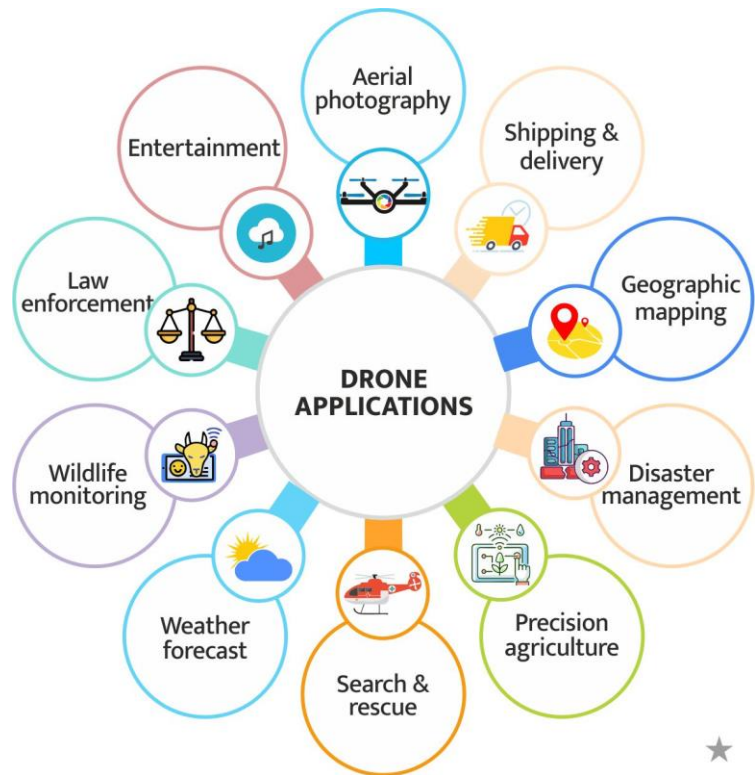 Aerial
photography
Shipping &
delivery
Geographic
mapping
Disaster
management
Precision
agriculture
Search &
rescue
Weather
forecast
Wildlife
monitoring
Law
enforcement
Entertainment
DRONE
APPLICATIONS